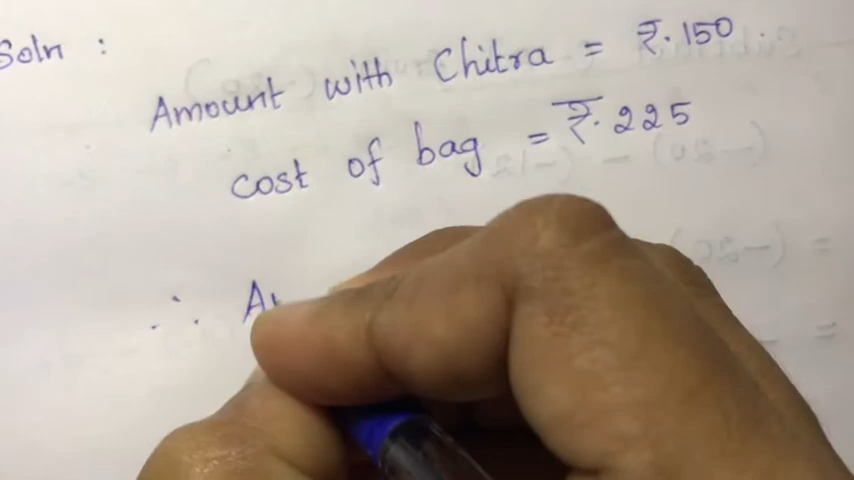 Soln :
Amount with Chitra = ₹. 150.
cost of bag = ₹. 225
∴